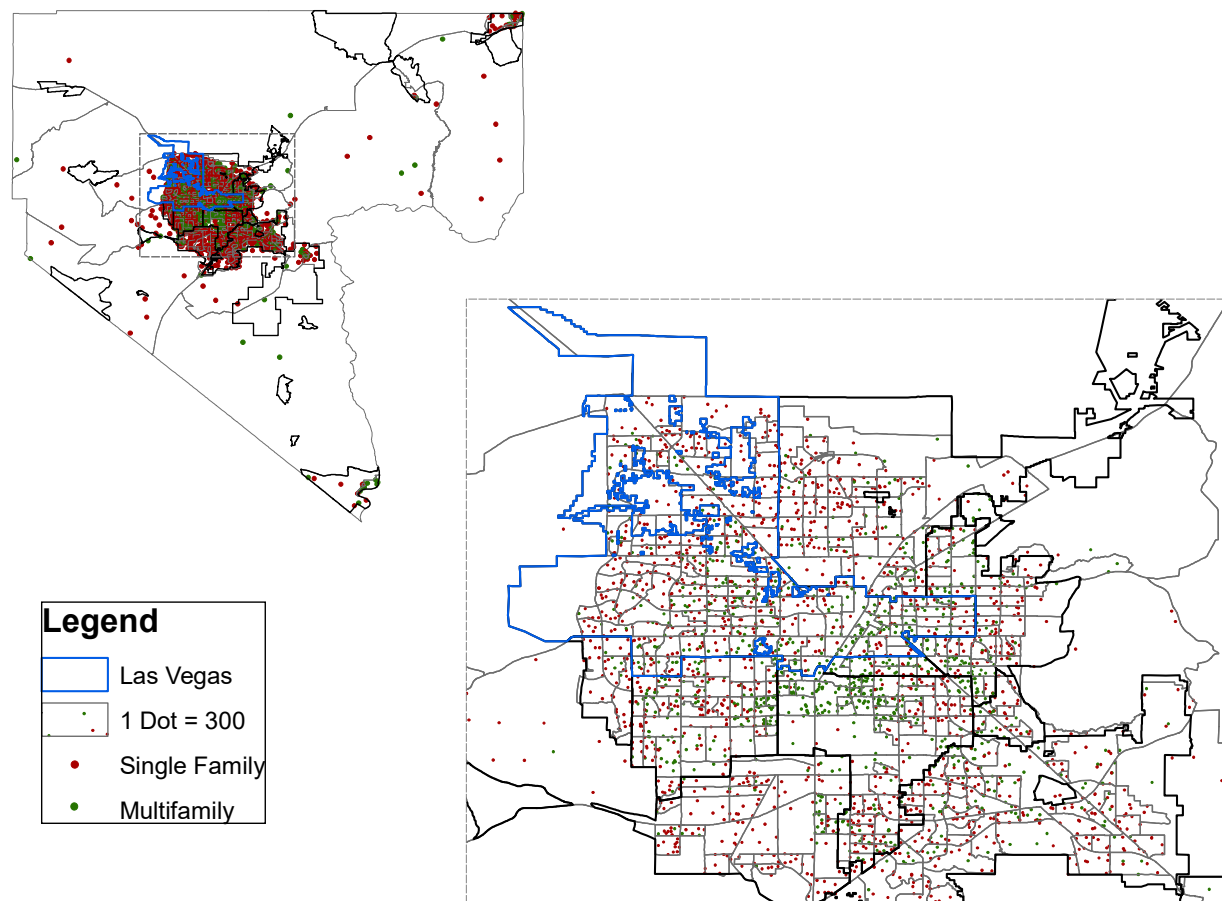 Legend
Las Vegas
1 Dot = 300
Single Family
Multifamily